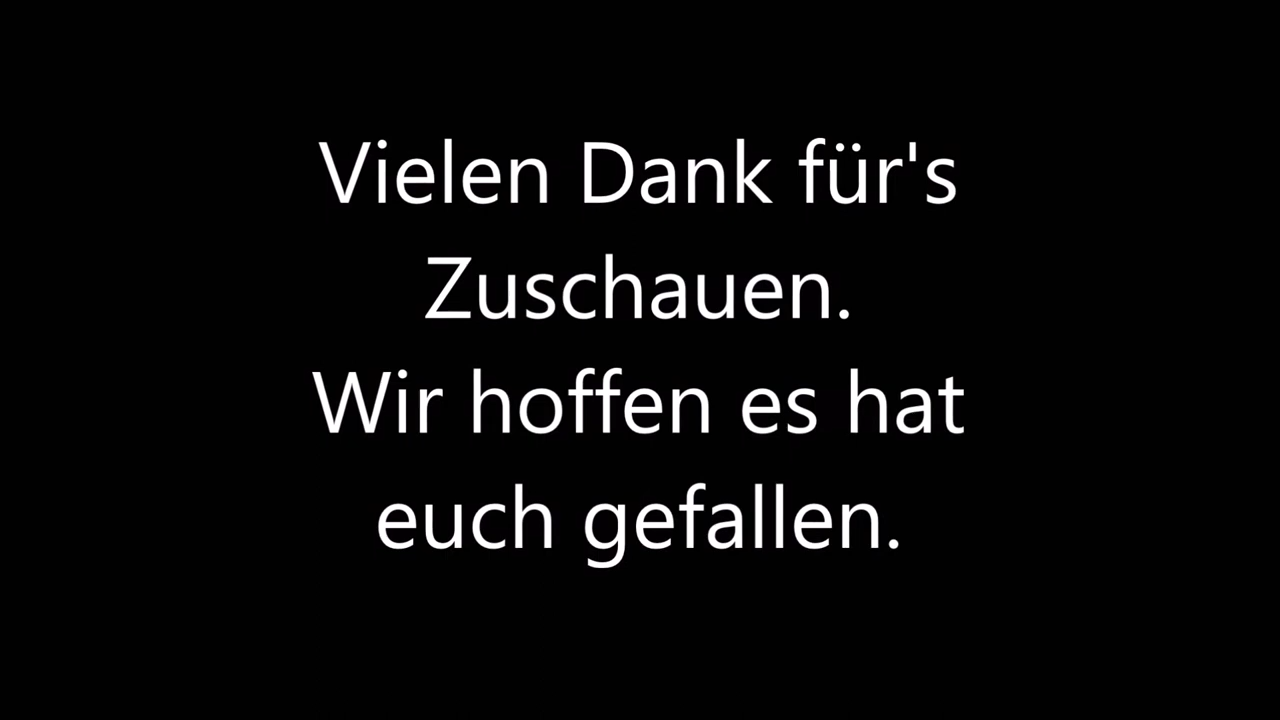 Vielen Dank für's
Zuschauen.
Wir hoffen es hat
euch gefallen.